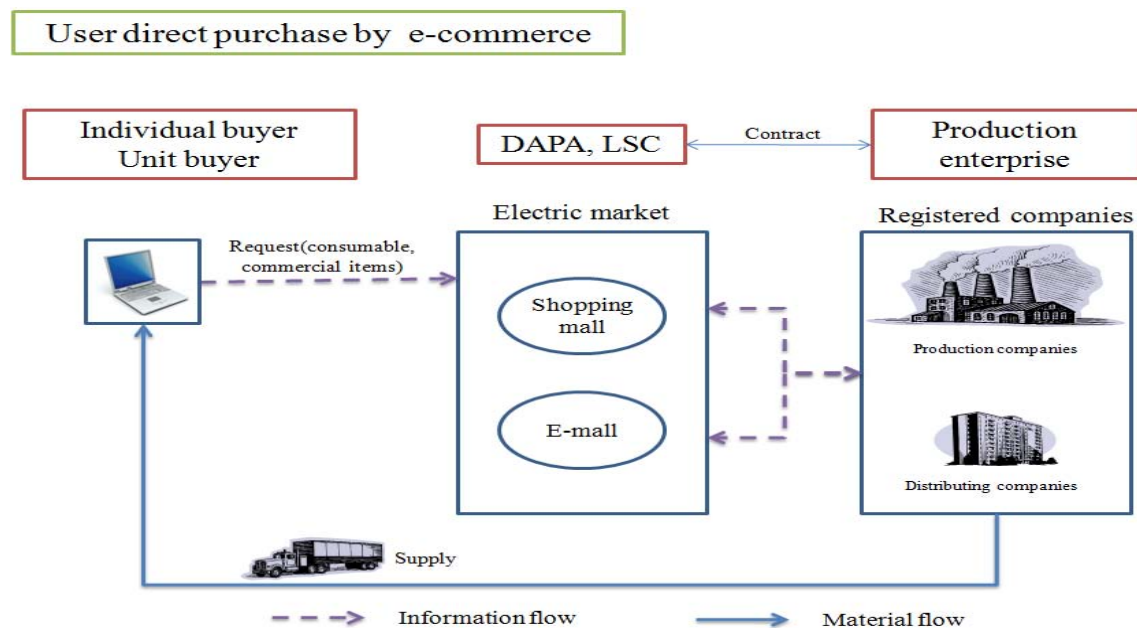 User direct purchase by e-commerce
Individual buyer
Unit buyer
DAPA, LSC
Contract
Production
enterprise
Electric market
Registered companies
Request(consumable,
commercial items)
Shopping
mall
E-mall
Production companies
Distributing companies
Supply
Information flow
Material flow